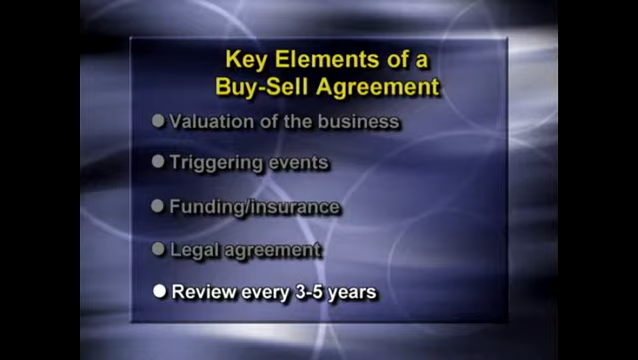 Key Elements of a
Buy-Sell Agreement
Valuation of the business
Triggering events
Funding/insurance
Legal agreement
Review every 3-5 years